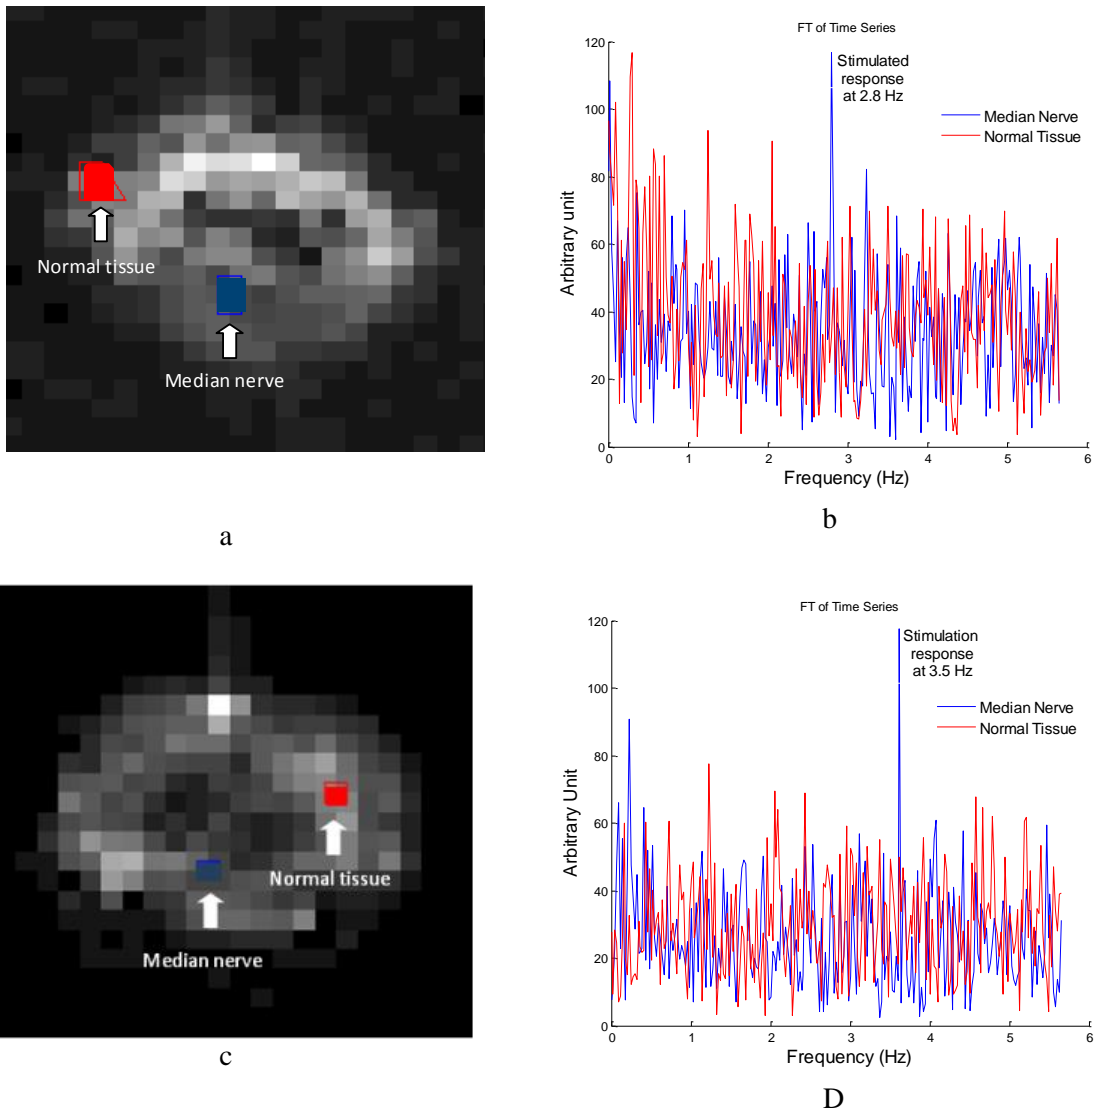 Normal tissue
Median nerve
a
FT of Time Series
120
100
80
60
40
20
0
Arbitrary unit
Stimulated
response
at 2.8 Hz
Median Nerve
Normal Tissue
0 1 2 3 4 5 6
Frequency (Hz)
b
Normal tissue
Median nerve
c
FT of Time Series
120
100
80
60
40
20
0
Arbitrary Unit
Stimulation
response
at 3.5 Hz
Median Nerve
Normal Tissue
0 1 2 3 4 5 6
Frequency (Hz)
D